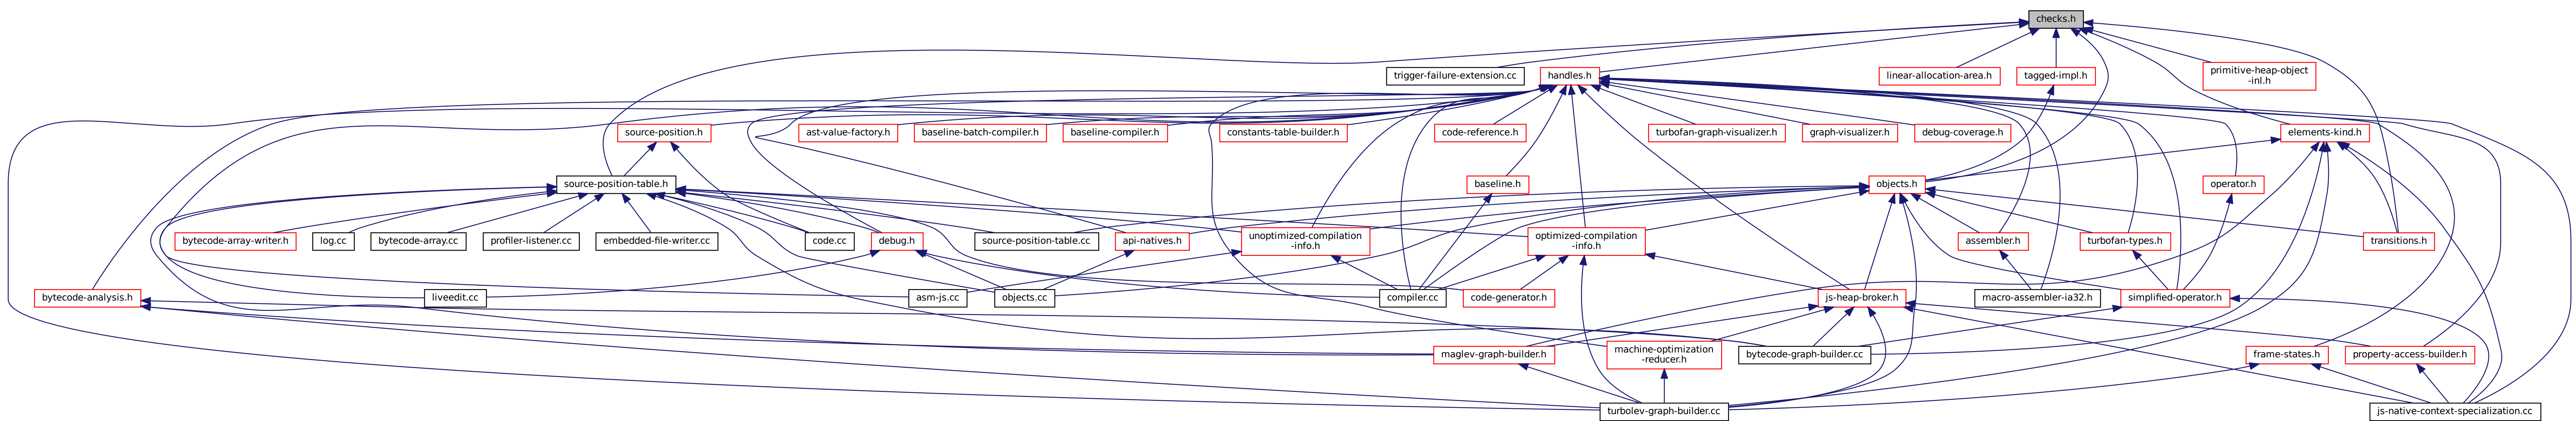 checks.h
trigger-failure-extension.cc
handles.h
linear-allocation-area.h
tagged-impl.h
primitive-heap-object
-inl.h
source-position.h
ast-value-factory.h
baseline-batch-compiler.h
baseline-compiler.h
constants-table-builder.h
code-reference.h
turbofan-graph-visualizer.h
graph-visualizer.h
debug-coverage.h
elements-kind.h
source-position-table.h
baseline.h
objects.h
operator.h
bytecode-array-writer.h
log.cc
bytecode-array.cc
profiler-listener.cc
embedded-file-writer.cc
code.cc
debug.h
source-position-table.cc
api-natives.h
unoptimized-compilation
-info.h
optimized-compilation
-info.h
assembler.h
turbofan-types.h
transitions.h
bytecode-analysis.h
liveedit.cc
asm-js.cc
objects.cc
compiler.cc
code-generator.h
js-heap-broker.h
macro-assembler-ia32.h
simplified-operator.h
maglev-graph-builder.h
machine-optimization
-reducer.h
bytecode-graph-builder.cc
frame-states.h
property-access-builder.h
turbolev-graph-builder.cc
js-native-context-specialization.cc